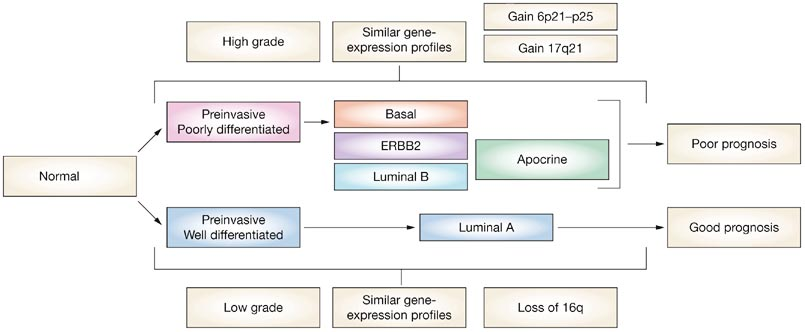 High grade
Similar gene-
expression profiles
Gain 6p21–p25
Gain 17q21
Preinvasive
Poorly differentiated
Basal
ERBB2
Luminal B
Apocrine
Poor prognosis
Normal
Preinvasive
Well differentiated
Luminal A
Good prognosis
Low grade
Similar gene-
expression profiles
Loss of 16q